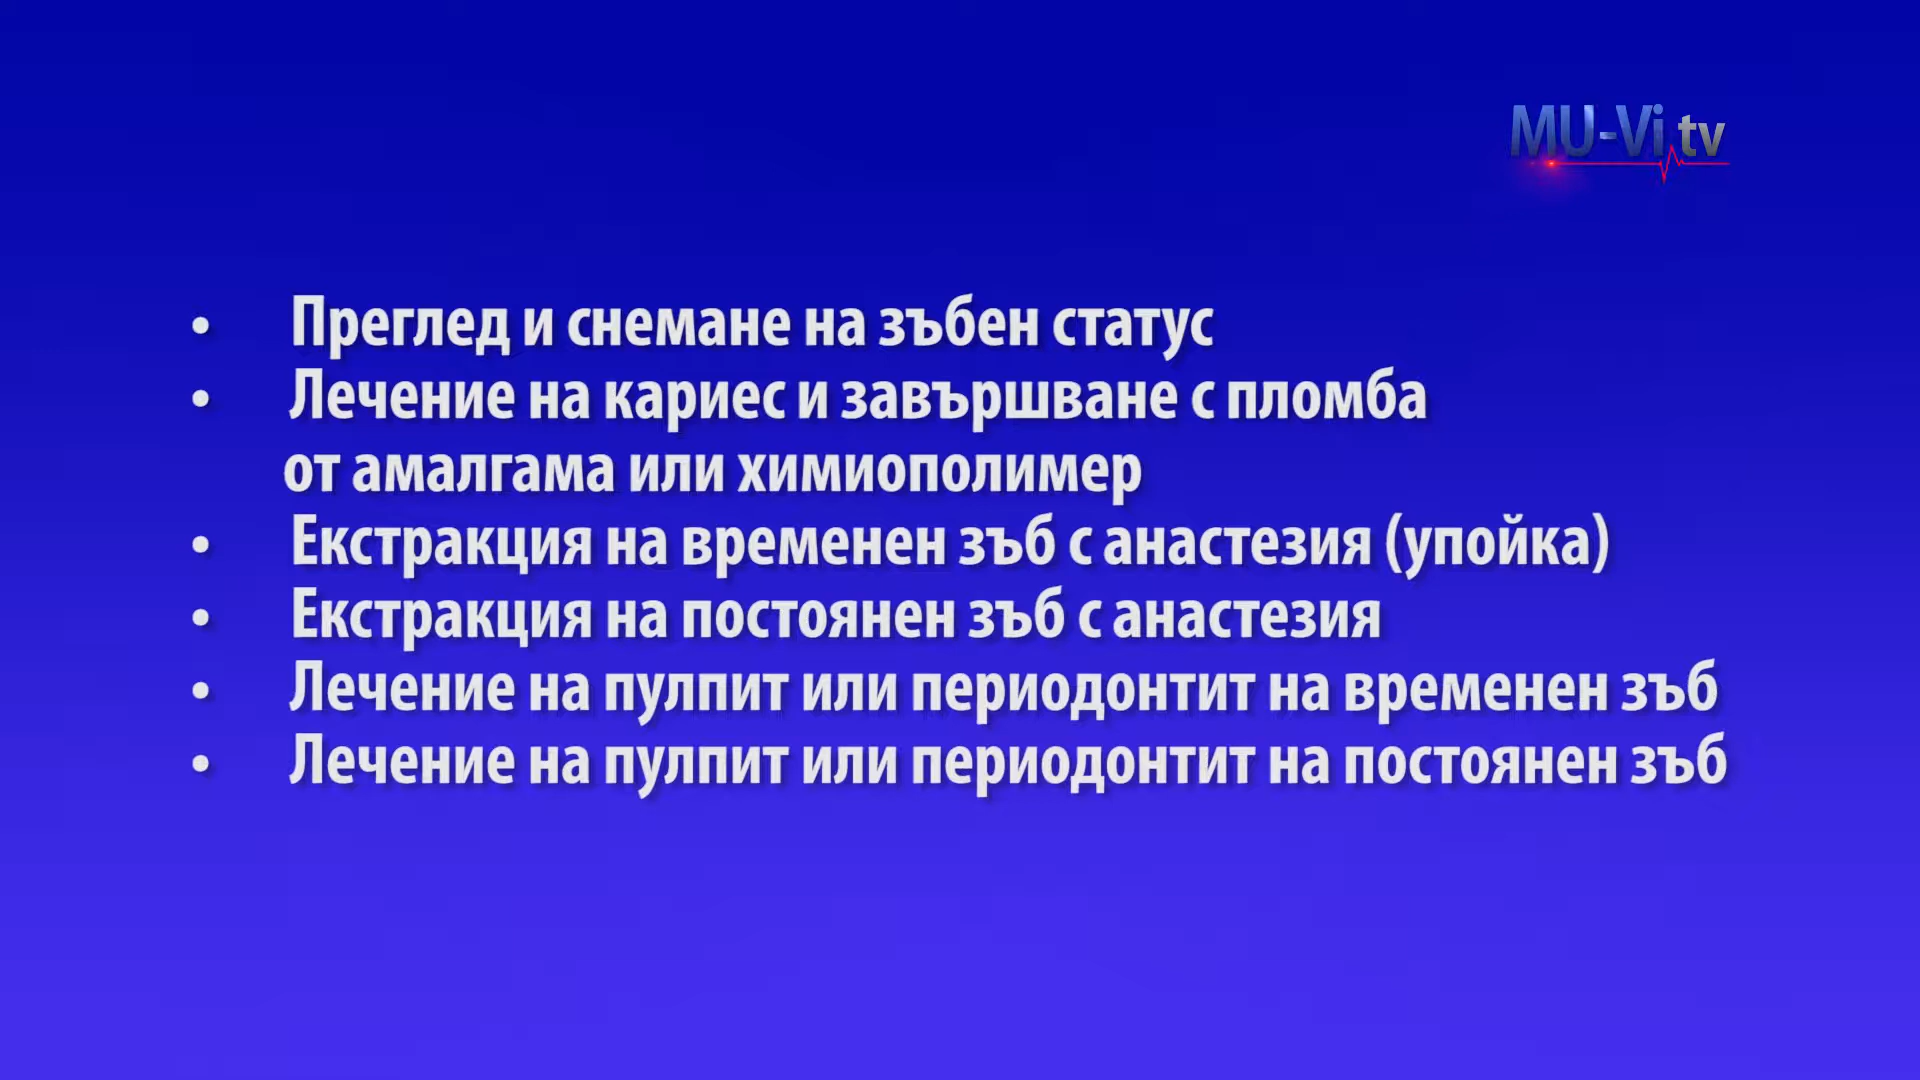 MU-Vi.tv
• Преглед и снемане на зъбен статус
• Лечение на кариес и завършване с пломба
от амалгама или химиополимер
• Екстракция на временен зъб с анастезия (упойка)
• Екстракция на постоянен зъб с анастезия
• Лечение на пулпит или периодонтит на временен зъб
• Лечение на пулпит или периодонтит на постоянен зъб